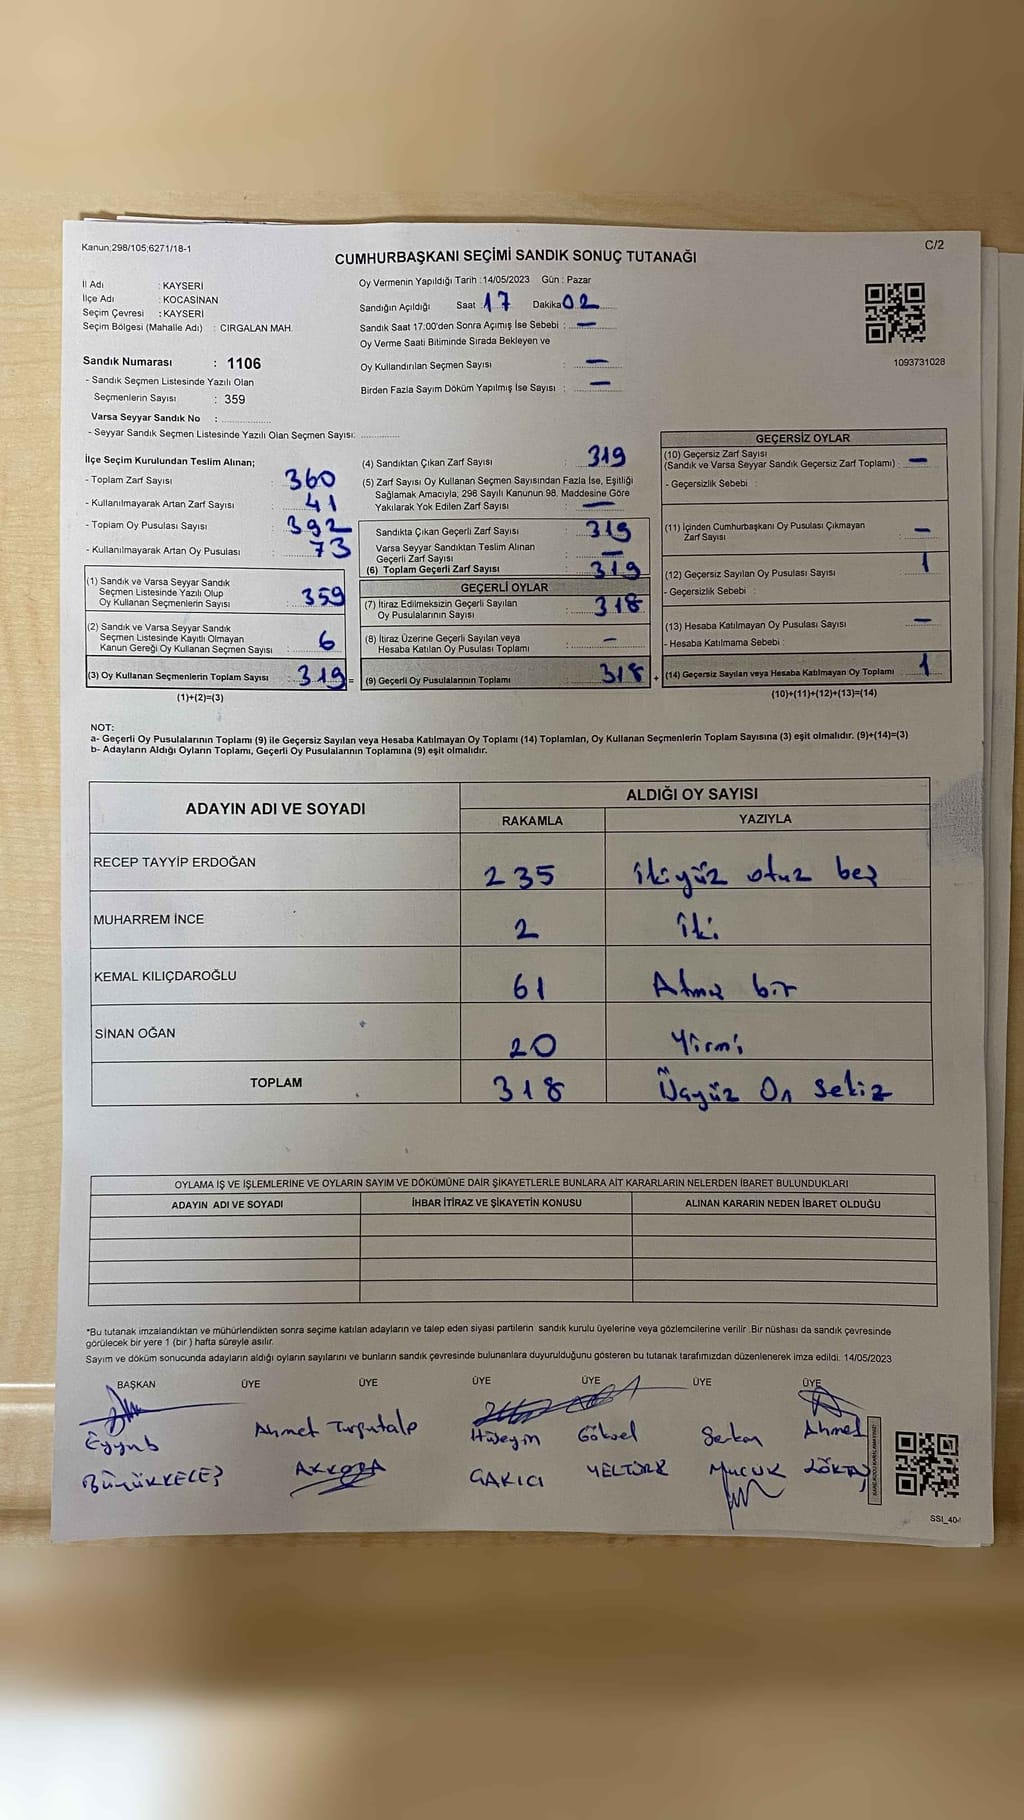 Kanun;298/105;6271/18-1
C/2
CUMHURBAŞKANI SEÇİMİ SANDIK SONUÇ TUTANAĞI
İl Adı : KAYSERİ
İlçe Adı : KOCASİNAN
Seçim Çevresi : KAYSERİ
Seçim Bölgesi (Mahalle Adı) : CIRGALAN MAH.
Sandık Numarası : 1106
- Sandık Seçmen Listesinde Yazılı Olan
Seçmenlerin Sayısı : 359
Varsa Seyyar Sandık No :
- Seyyar Sandık Seçmen Listesinde Yazılı Olan Seçmen Sayısı:
Oy Vermenin Yapıldığı Tarih :14/05/2023 Gün : Pazar
Sandığın Açıldığı Saat 17 Dakika 02
Sandık Saat 17:00'den Sonra Açımış İse Sebebi : —
Oy Verme Saati Bitiminde Sırada Bekleyen ve
Oy Kullandırılan Seçmen Sayısı : —
Birden Fazla Sayım Döküm Yapılmış İse Sayısı : —
1093731028
İlçe Seçim Kurulundan Teslim Alınan;
- Toplam Zarf Sayısı : 360
- Kullanılmayarak Artan Zarf Sayısı : 41
- Toplam Oy Pusulası Sayısı : 392
- Kullanılmayarak Artan Oy Pusulası : 73
(1) Sandık ve Varsa Seyyar Sandık
Seçmen Listesinde Yazılı Olup
Oy Kullanan Seçmenlerin Sayısı : 359
(2) Sandık ve Varsa Seyyar Sandık
Seçmen Listesinde Kayıtlı Olmayan
Kanun Gereği Oy Kullanan Seçmen Sayısı : 6
(3) Oy Kullanan Seçmenlerin Toplam Sayısı : 319 =
(1)+(2)=(3)
(4) Sandıktan Çıkan Zarf Sayısı : 319
(5) Zarf Sayısı Oy Kullanan Seçmen Sayısından Fazla İse, Eşitliği
Sağlamak Amacıyla; 298 Sayılı Kanunun 98. Maddesine Göre
Yakılarak Yok Edilen Zarf Sayısı : —
Sandıkta Çıkan Geçerli Zarf Sayısı : 319
Varsa Seyyar Sandıktan Teslim Alınan
Geçerli Zarf Sayısı : —
(6) Toplam Geçerli Zarf Sayısı : 319
GEÇERLİ OYLAR
(7) İtiraz Edilmeksizin Geçerli Sayılan
Oy Pusulalarının Sayısı : 318
(8) İtiraz Üzerine Geçerli Sayılan veya
Hesaba Katılan Oy Pusulası Toplamı : —
(9) Geçerli Oy Pusulalarının Toplamı : 318 +
GEÇERSİZ OYLAR
(10) Geçersiz Zarf Sayısı
(Sandık ve Varsa Seyyar Sandık Geçersiz Zarf Toplamı) : —
- Geçersizlik Sebebi :
(11) İçinden Cumhurbaşkanı Oy Pusulası Çıkmayan
Zarf Sayısı : —
(12) Geçersiz Sayılan Oy Pusulası Sayısı : 1
- Geçersizlik Sebebi :
(13) Hesaba Katılmayan Oy Pusulası Sayısı : —
- Hesaba Katılmama Sebebi :
(14) Geçersiz Sayılan veya Hesaba Katılmayan Oy Toplamı : 1
(10)+(11)+(12)+(13)=(14)
NOT:
a- Geçerli Oy Pusulalarının Toplamı (9) ile Geçersiz Sayılan veya Hesaba Katılmayan Oy Toplamı (14) Toplamları, Oy Kullanan Seçmenlerin Toplam Sayısına (3) eşit olmalıdır. (9)+(14)=(3)
b- Adayların Aldığı Oyların Toplamı, Geçerli Oy Pusulalarının Toplamına (9) eşit olmalıdır.
ADAYIN ADI VE SOYADI ALDIĞI OY SAYISI
RAKAMLA YAZIYLA
RECEP TAYYİP ERDOĞAN 235 İkiyüz otuz beş
MUHARREM İNCE 2 İki
KEMAL KILIÇDAROĞLU 61 Atmış bir
SİNAN OĞAN 20 Yirmi
TOPLAM 318 Üçyüz On Sekiz
OYLAMA İŞ VE İŞLEMLERİNE VE OYLARIN SAYIM VE DÖKÜMÜNE DAİR ŞİKAYETLERLE BUNLARA AİT KARARLARIN NELERDEN İBARET BULUNDUKLARI
ADAYIN ADI VE SOYADI İHBAR İTİRAZ VE ŞİKAYETİN KONUSU ALINAN KARARIN NEDEN İBARET OLDUĞU
*Bu tutanak imzalandıktan ve mühürlendikten sonra seçime katılan adayların ve talep eden siyasi partilerin sandık kurulu üyelerine veya gözlemcilerine verilir .Bir nüshası da sandık çevresinde
görülecek bir yere 1 (bir ) hafta süreyle asılır.
Sayım ve döküm sonucunda adayların aldığı oyların sayılarını ve bunların sandık çevresinde bulunanlara duyurulduğunu gösteren bu tutanak tarafımızdan düzenlenerek imza edildi. 14/05/2023
BAŞKAN ÜYE ÜYE ÜYE ÜYE ÜYE ÜYE
Eyyub Ahmet Turgutalp Hüseyin Göksel Serkan Ahmet
BÜYÜKKELEŞ AKKORA ÇAKICI YELTÜRK MUCUK GÖKTAŞ
SSI_40-